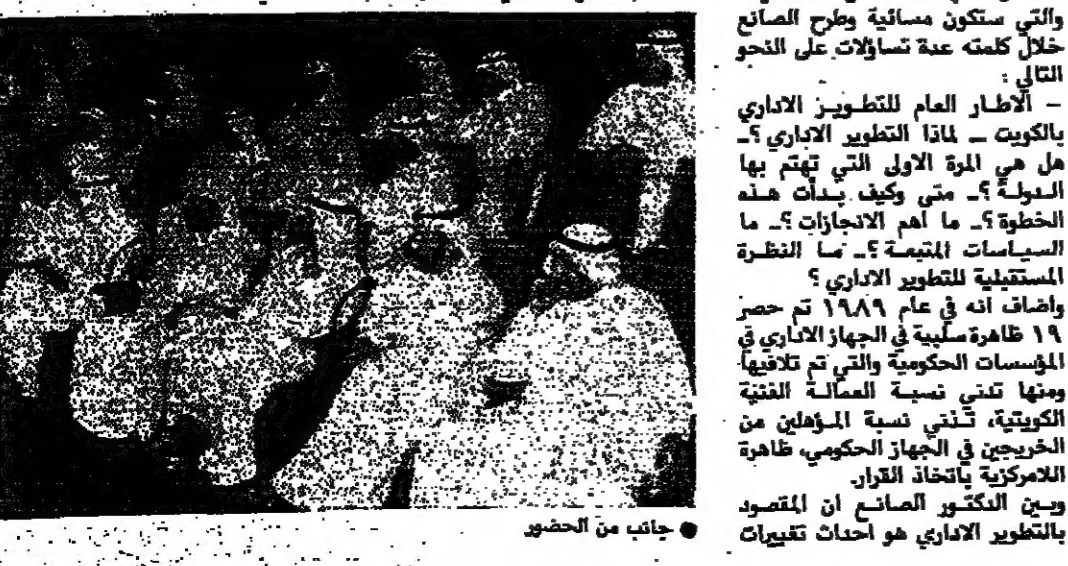 والتي ستكون مسائية وطرح الصانع
خلال كلمته عدة تساؤلات على النحو
التالي :
– الاطار العام للتطوير الاداري
بالكويت – لماذا التطوير الاداري ؟–
هل هي المرة الاولى التي تهتم بها
الدولة ؟– متى وكيف بدأت هذه
الخطوة ؟– ما اهم الانجازات ؟– ما
السياسات المتبعة ؟– ما النظرة
المستقبلية للتطوير الاداري ؟
واضاف انه في عام ١٩٨٩ تم حصر
١٩ ظاهرة سلبية في الجهاز الاداري في
المؤسسات الحكومية والتي تم تلافيها
ومنها تدني نسبة العمالة الفنية
الكويتية، تدني نسبة المؤهلين من
الخريجين في الجهاز الحكومي، ظاهرة
اللامركزية باتخاذ القرار.
وبين الدكتور الصانع ان المقصود
بالتطوير الاداري هو احداث تغييرات
● جانب من الحضور